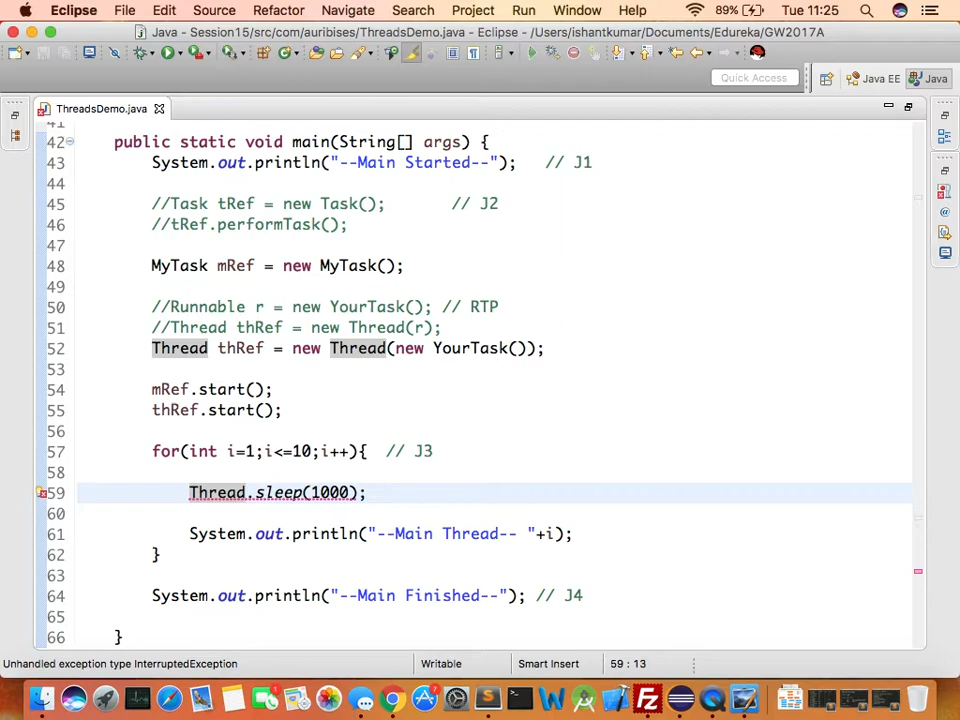 Eclipse File Edit Source Refactor Navigate Search Project Run Window Help 89% Tue 11:25
Java - Session15/src/com/auribises/ThreadsDemo.java - Eclipse - /Users/ishantkumar/Documents/Edureka/GW2017A
Quick Access Java EE Java
ThreadsDemo.java
41
42 public static void main(String[] args) {
43 System.out.println("--Main Started--"); // J1
44
45 //Task tRef = new Task(); // J2
46 //tRef.performTask();
47
48 MyTask mRef = new MyTask();
49
50 //Runnable r = new YourTask(); // RTP
51 //Thread thRef = new Thread(r);
52 Thread thRef = new Thread(new YourTask());
53
54 mRef.start();
55 thRef.start();
56
57 for(int i=1;i<=10;i++){ // J3
58
59 Thread.sleep(1000);
60
61 System.out.println("--Main Thread-- "+i);
62 }
63
64 System.out.println("--Main Finished--"); // J4
65
66 }
Unhandled exception type InterruptedException Writable Smart Insert 59 : 13